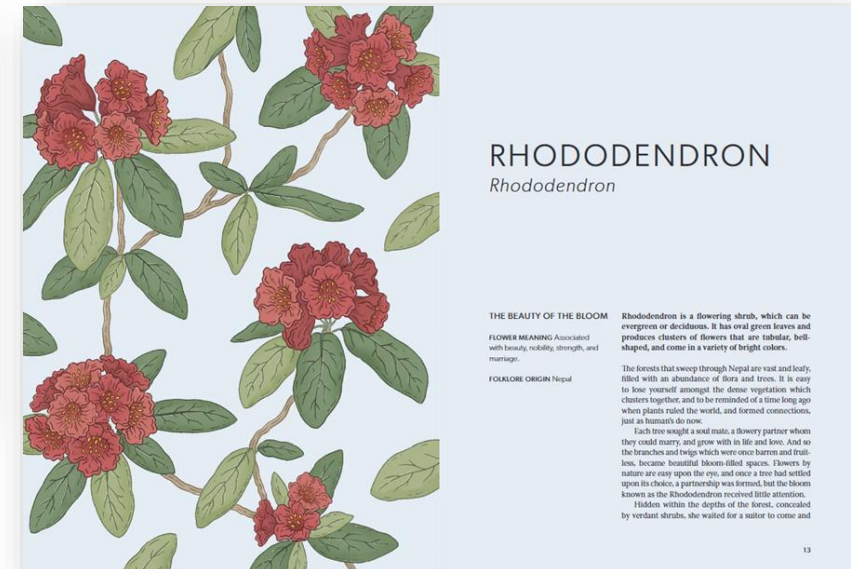 RHODODENDRON
Rhododendron
THE BEAUTY OF THE BLOOM
FLOWER MEANING Associated
with beauty, nobility, strength, and
marriage.
FOLKLORE ORIGIN Nepal
Rhododendron is a flowering shrub, which can be
evergreen or deciduous. It has oval green leaves and
produces clusters of flowers that are tubular, bell-
shaped, and come in a variety of bright colors.
The forests that sweep through Nepal are vast and leafy,
filled with an abundance of flora and trees. It is easy
to lose yourself amongst the dense vegetation which
clusters together, and to be reminded of a time long ago
when plants ruled the world, and formed connections,
just as human's do now.
Each tree sought a soul mate, a flowery partner whom
they could marry, and grow with in life and love. And so
the branches and twigs which were once barren and fruit-
less, became beautiful bloom-filled spaces. Flowers by
nature are easy upon the eye, and once a tree had settled
upon its choice, a partnership was formed, but the bloom
known as the Rhododendron received little attention.
Hidden within the depths of the forest, concealed
by verdant shrubs, she waited for a suitor to come and
13